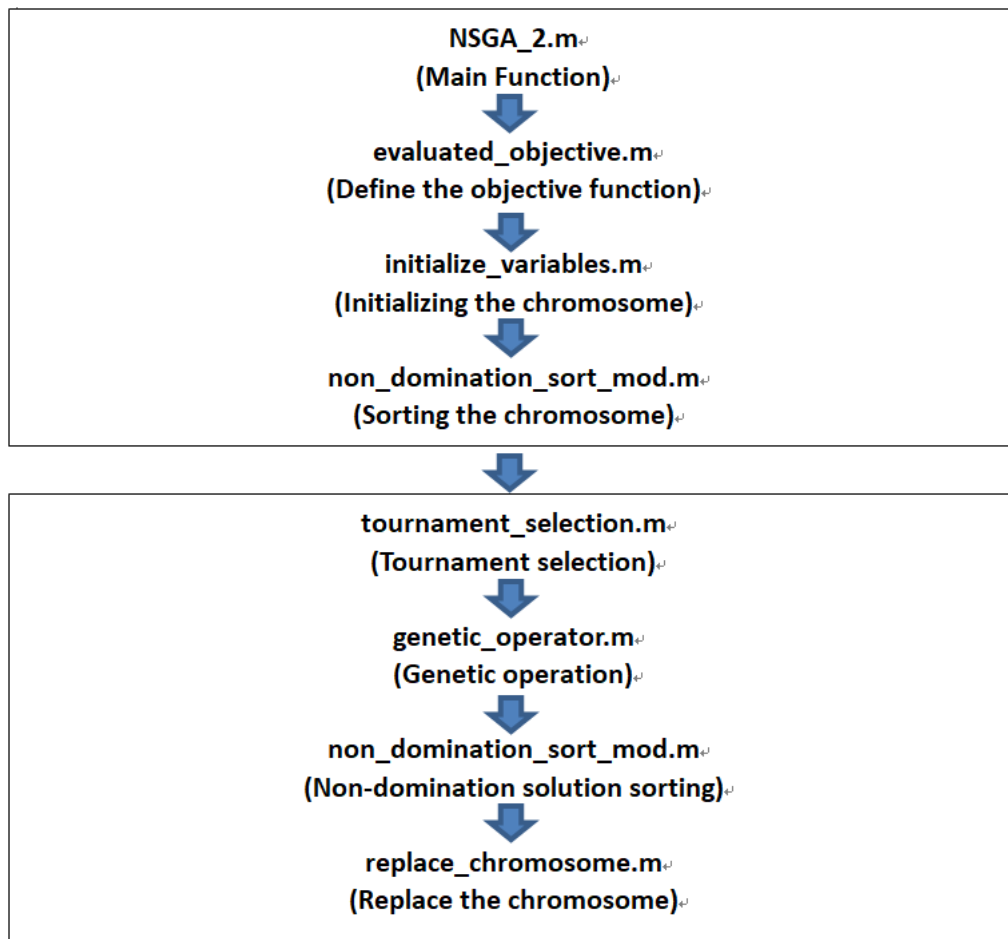 NSGA_2.m
(Main Function)
evaluated_objective.m
(Define the objective function)
initialize_variables.m
(Initializing the chromosome)
non_domination_sort_mod.m
(Sorting the chromosome)
tournament_selection.m
(Tournament selection)
genetic_operator.m
(Genetic operation)
non_domination_sort_mod.m
(Non-domination solution sorting)
replace_chromosome.m
(Replace the chromosome)